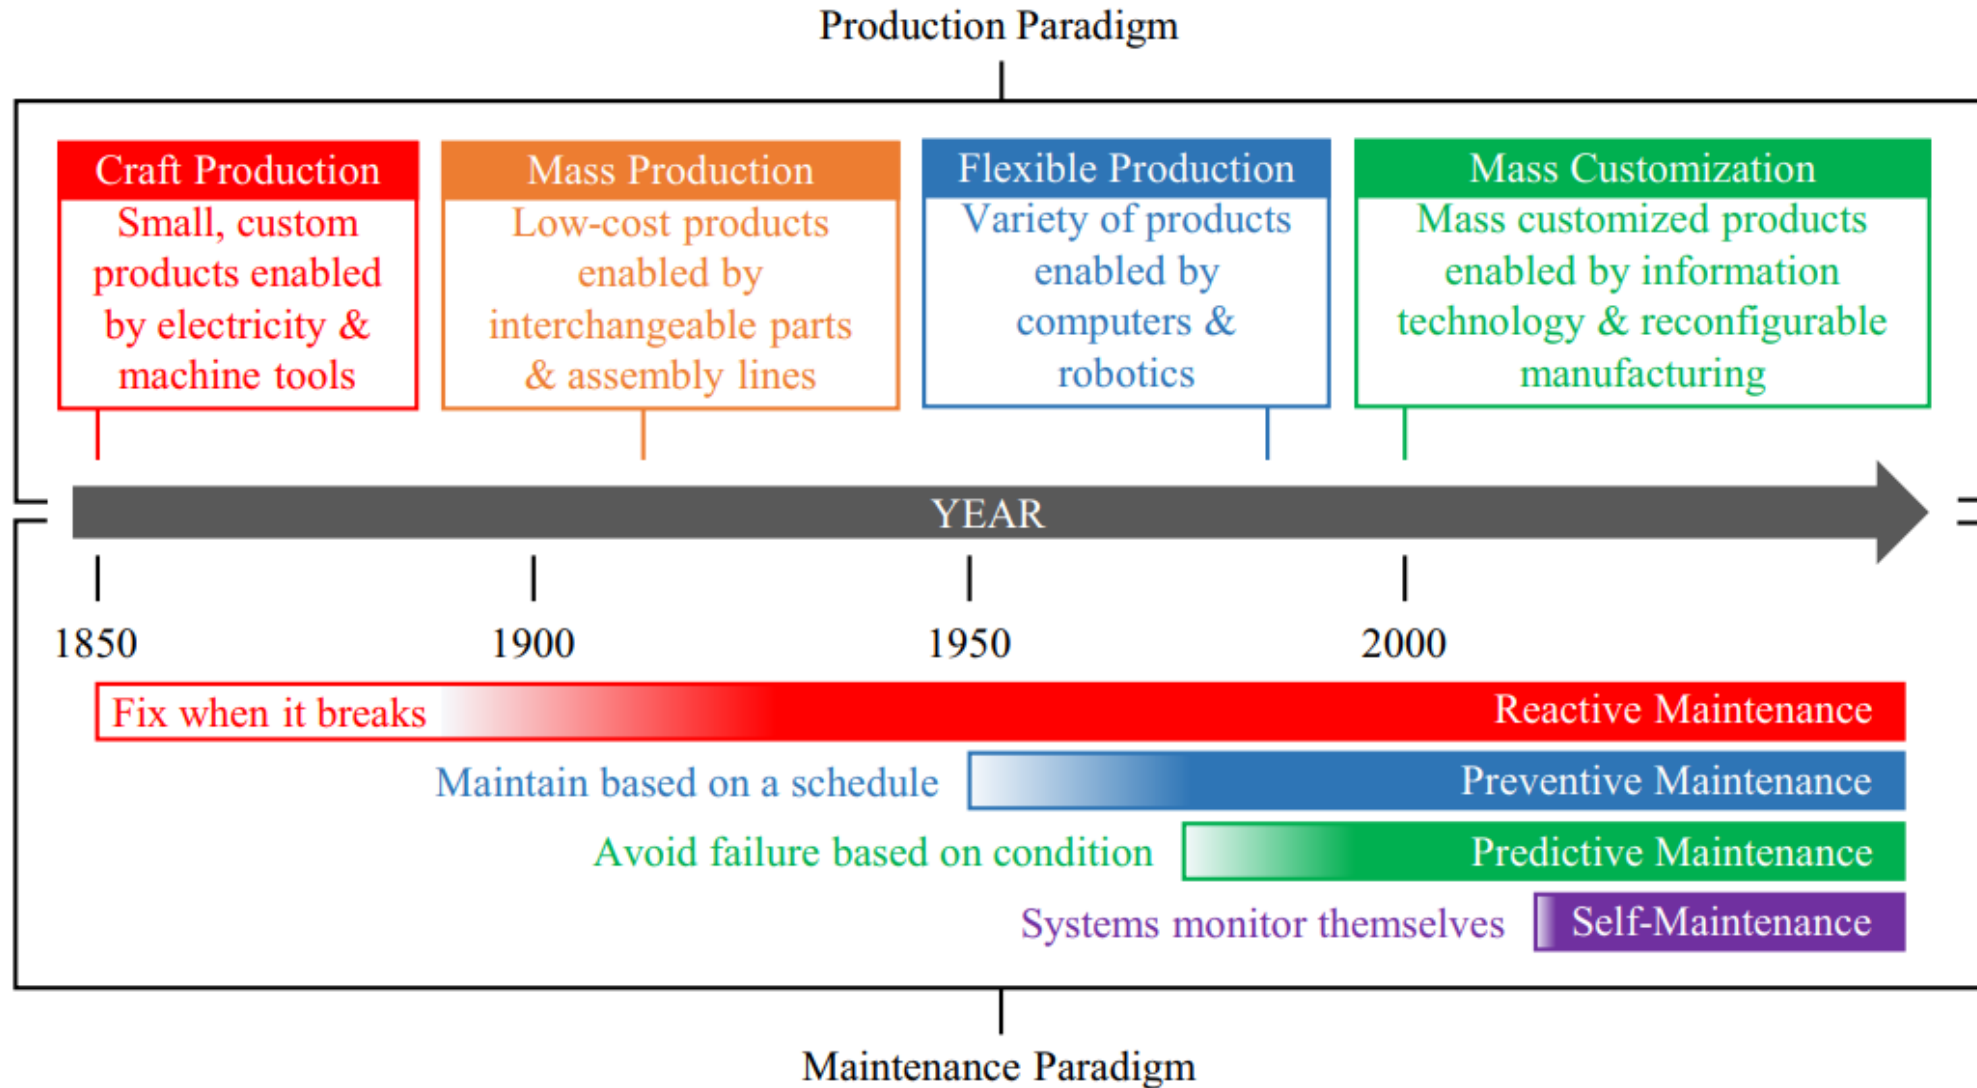 Production Paradigm
Craft Production
Small, custom
products enabled
by electricity &
machine tools
Mass Production
Low-cost products
enabled by
interchangeable parts
& assembly lines
Flexible Production
Variety of products
enabled by
computers &
robotics
Mass Customization
Mass customized products
enabled by information
technology & reconfigurable
manufacturing
YEAR
1850
1900
1950
2000
Fix when it breaks
Reactive Maintenance
Maintain based on a schedule
Preventive Maintenance
Avoid failure based on condition
Predictive Maintenance
Systems monitor themselves
Self-Maintenance
Maintenance Paradigm